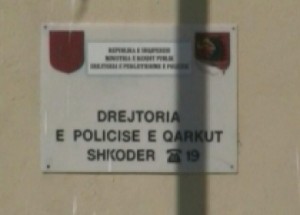 REPUBLIKA E SHQIPERISE
MINISTRIA E RENDIT PUBLIK
DREJTORIA E PERGJITHSHME E POLICISE
DREJTORIA
E POLICISE E QARKUT
SHKODER ☎ 19